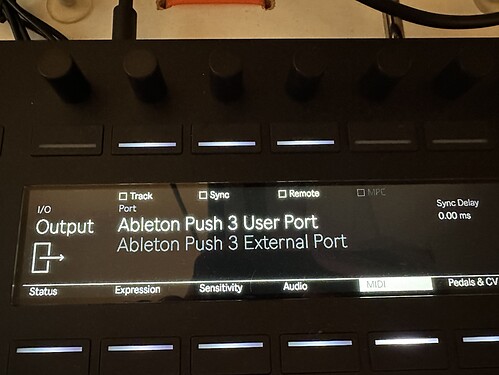 Track Sync Remote MPC
I/O Port Sync Delay
Output Ableton Push 3 User Port 0.00 ms
Ableton Push 3 External Port
Status Expression Sensitivity Audio MIDI Pedals & CV